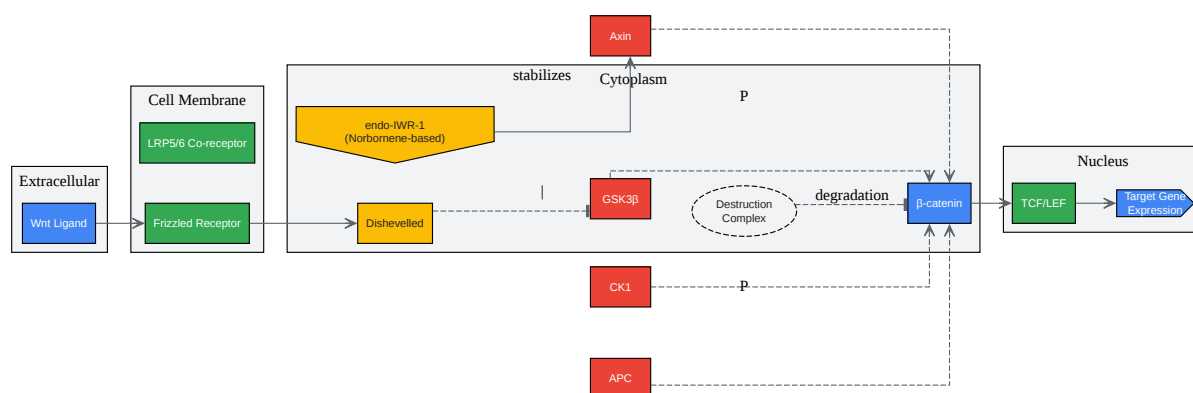 Axin
stabilizes
Cytoplasm
P
Cell Membrane
endo-IWR-1
(Norbornene-based)
LRP5/6 Co-receptor
Nucleus
Extracellular
|
GSK3β
degradation
β-catenin
TCF/LEF
Target Gene
Expression
Destruction
Complex
Wnt Ligand
Frizzled Receptor
Dishevelled
CK1
P
APC